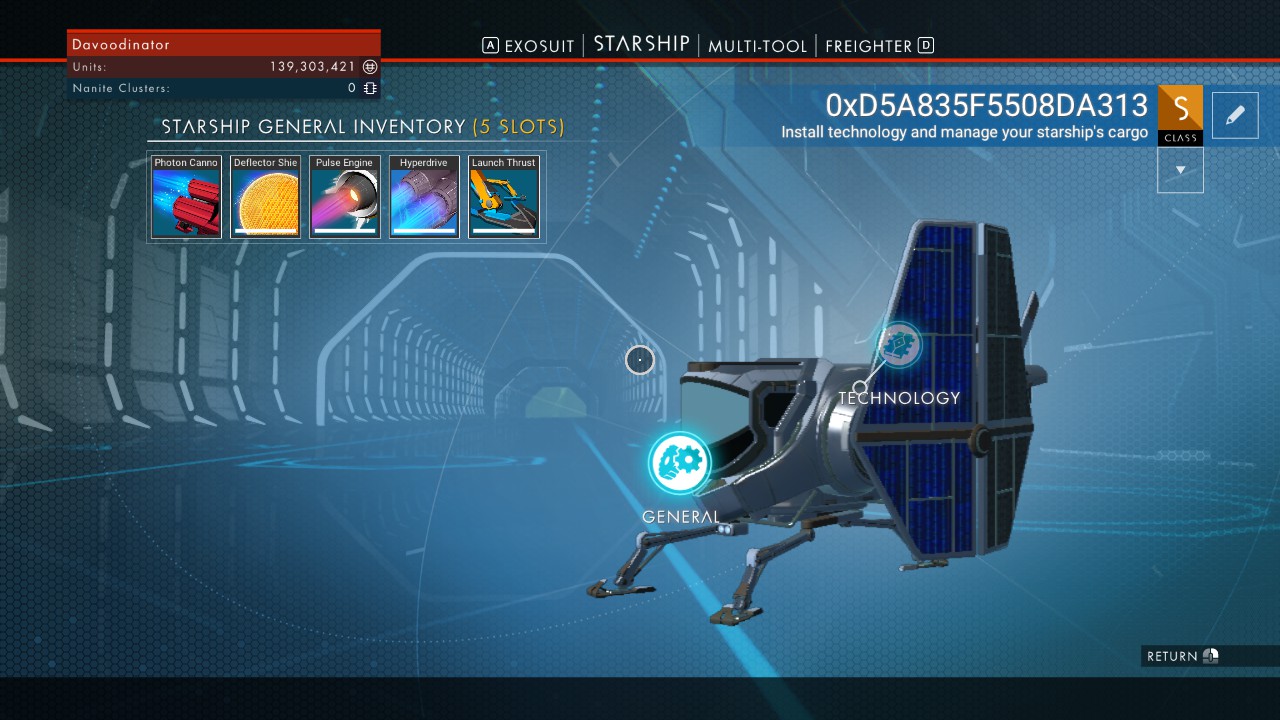 Davoodinator
Units: 139,303,421
Nanite Clusters: 0
A EXOSUIT STARSHIP MULTI-TOOL FREIGHTER D
0xD5A835F5508DA313
Install technology and manage your starship's cargo
S
CLASS
STARSHIP GENERAL INVENTORY (5 SLOTS)
Photon Canno Deflector Shie Pulse Engine Hyperdrive Launch Thrust
TECHNOLOGY
GENERAL
RETURN